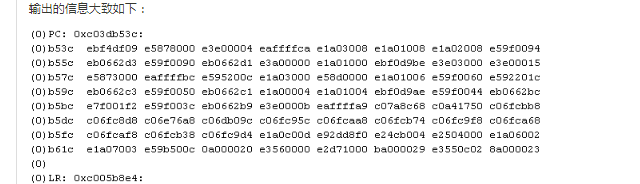 输出的信息大致如下：
(0)PC: 0xc03db53c:
(0)b53c  ebf4df09 e5878000 e3e00004 eaffffca e1a03008 e1a01008 e1a02008 e59f0094
(0)b55c  eb0662d3 e59f0090 eb0662d1 e3a00000 e1a01000 ebf0d9be e3e03000 e3e00015
(0)b57c  e5873000 eaffffbc e595200c e1a03000 e58d0000 e1a01006 e59f0060 e592201c
(0)b59c  eb0662c3 e59f0050 eb0662c1 e1a00004 e1a01004 ebf0d9ae e59f0044 eb0662bc
(0)b5bc  e7f001f2 e59f003c eb0662b9 e3e0000b eaffffa9 c07a8c68 c0a41750 c06fcbb8
(0)b5dc  c06fc8d8 c06e76a8 c06db09c c06fc95c c06fcaa8 c06fcb74 c06fc9f8 c06fca68
(0)b5fc  c06fcaf8 c06fcb38 c06fc9d4 e1a0c00d e92dd8f0 e24cb004 e2504000 e1a06002
(0)b61c  e1a07003 e59b500c 0a000020 e3560000 e2d71000 ba000029 e3550c02 8a000023
(0)
(0)LR: 0xc005b8e4: